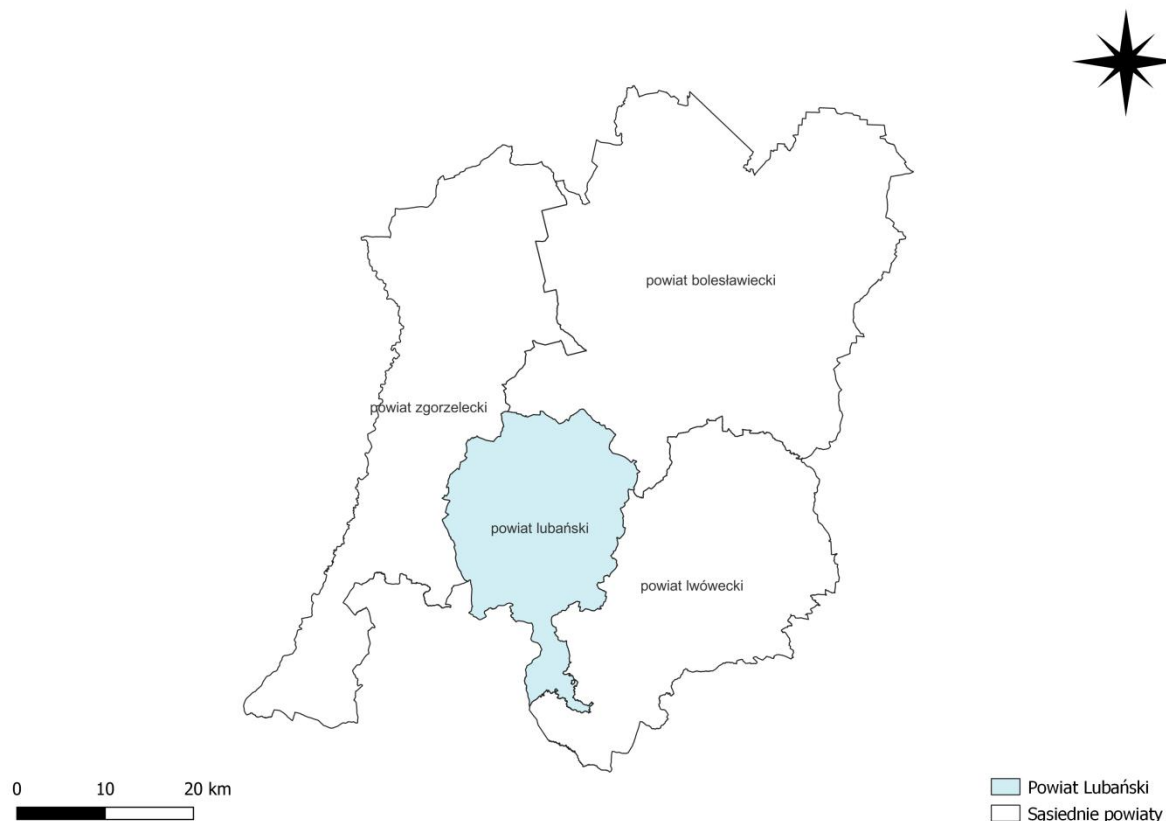 powiat bolesławiecki
powiat zgorzelecki
powiat lubański
powiat lwówecki
0 10 20 km
Powiat Lubański
Sąsiednie powiaty